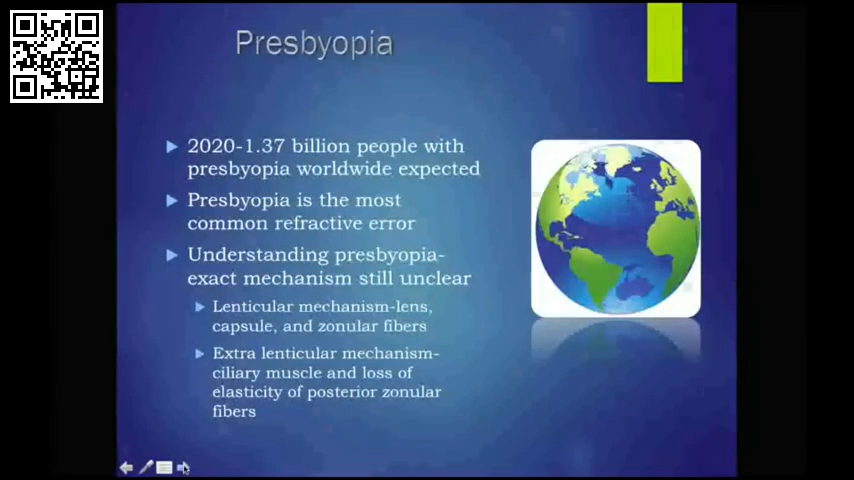 Presbyopia
2020-1.37 billion people with
presbyopia worldwide expected
Presbyopia is the most
common refractive error
Understanding presbyopia-
exact mechanism still unclear
Lenticular mechanism-lens,
capsule, and zonular fibers
Extra lenticular mechanism-
ciliary muscle and loss of
elasticity of posterior zonular
fibers